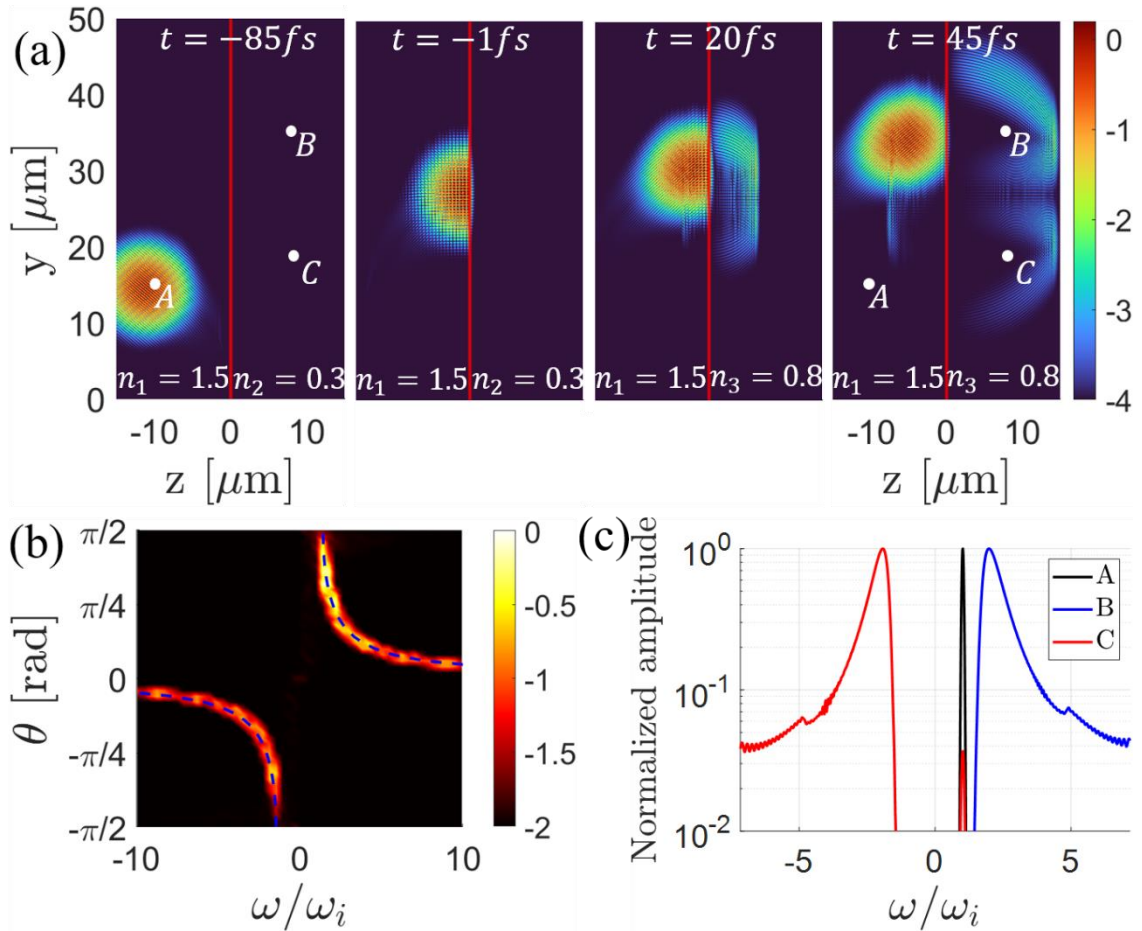 (a)
t = −85fs
t = −1fs
t = 20fs
t = 45fs
50
40
30
20
10
0
y [μm]
B
C
A
B
C
A
n₁ = 1.5
n₂ = 0.3
n₁ = 1.5
n₂ = 0.3
n₁ = 1.5
n₃ = 0.8
n₁ = 1.5
n₃ = 0.8
0
-1
-2
-3
-4
-10 0 10
z [μm]
-10 0 10
z [μm]
(b)
π/2
π/4
0
-π/4
-π/2
θ [rad]
-10 0 10
ω/ωᵢ
0
-0.5
-1
-1.5
-2
(c)
Normalized amplitude
10⁰
10⁻¹
10⁻²
A
B
C
-5 0 5
ω/ωᵢ